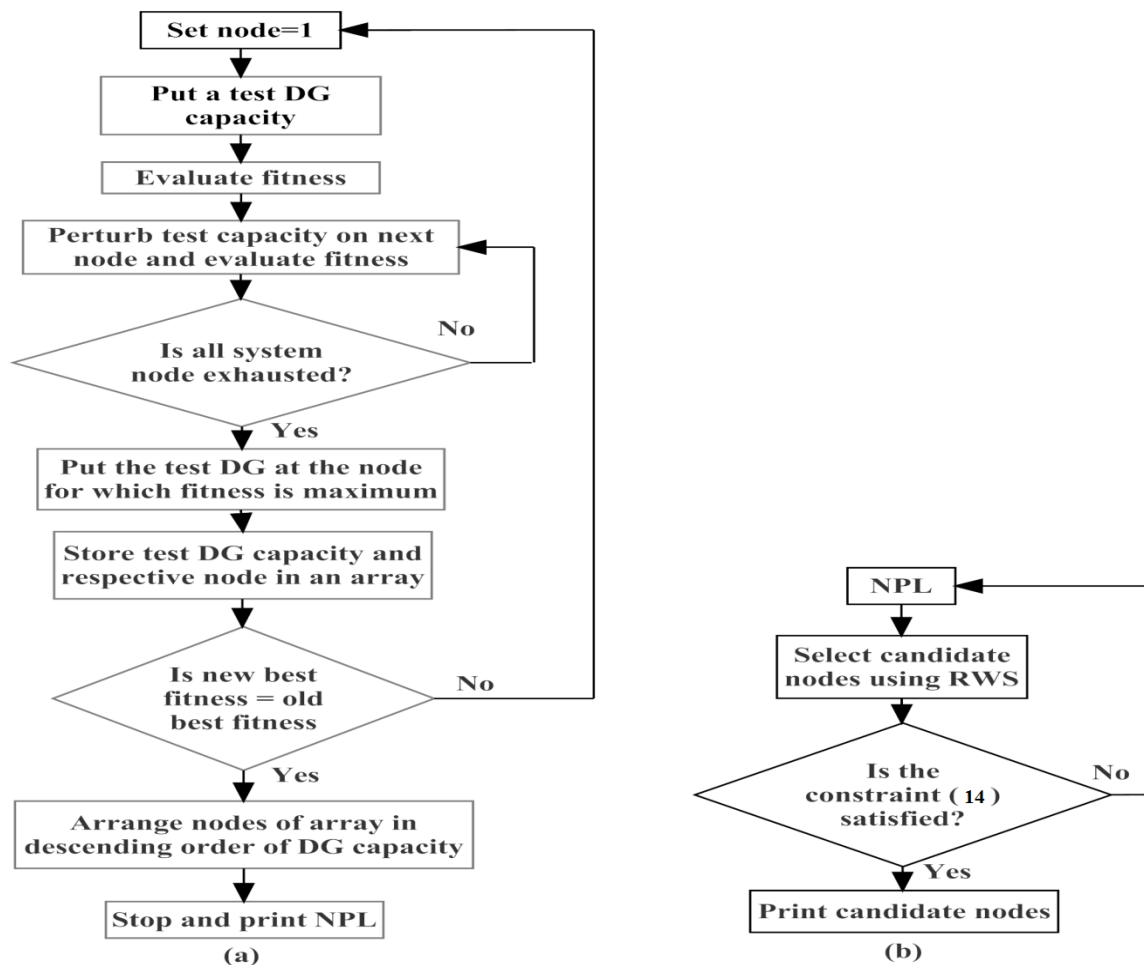 Set node=1
Put a test DG
capacity
Evaluate fitness
Perturb test capacity on next
node and evaluate fitness
No
Is all system
node exhausted?
Yes
Put the test DG at the node
for which fitness is maximum
Store test DG capacity and
respective node in an array
Is new best
fitness = old
best fitness
No
Yes
Arrange nodes of array in
descending order of DG capacity
Stop and print NPL
(a)
NPL
Select candidate
nodes using RWS
Is the
constraint ( 14 )
satisfied?
No
Yes
Print candidate nodes
(b)